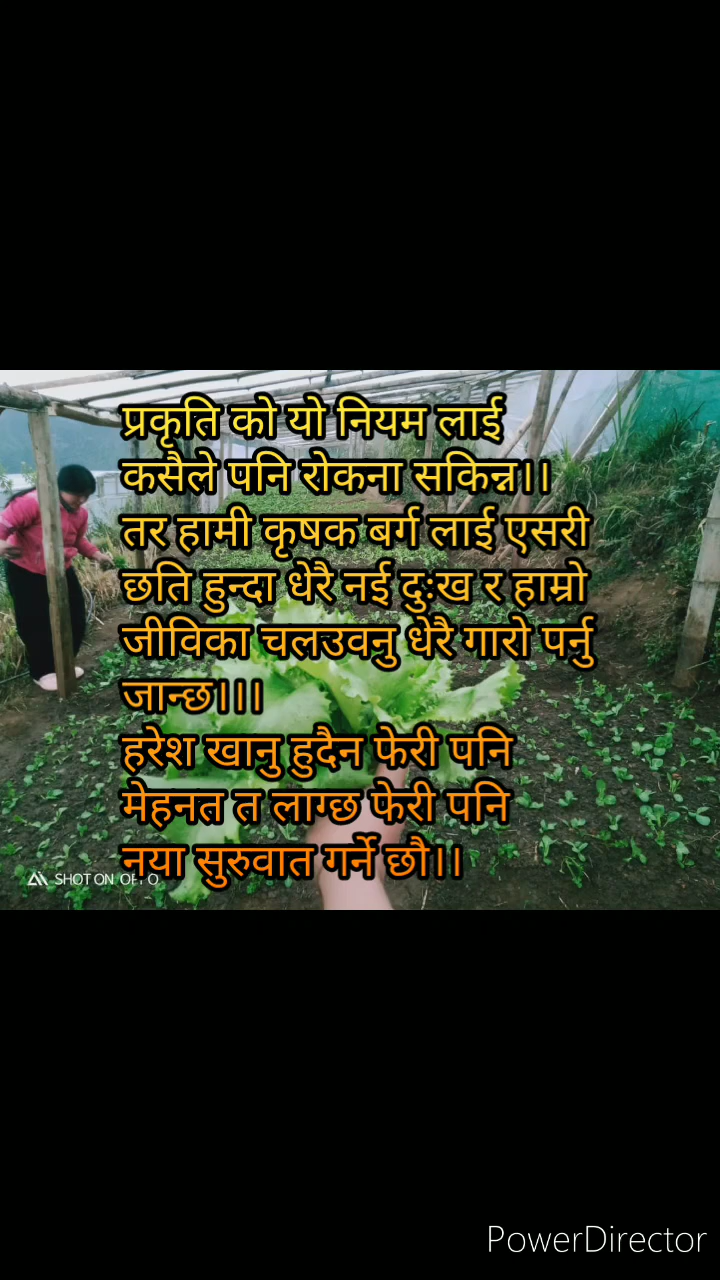 प्रकृति को यो नियम लाई
कसैले पनि रोकना सकिन्न।।
तर हामी कृषक बर्ग लाई एसरी
छति हुन्दा धेरै नई दुःख र हाम्रो
जीविका चलउवनु धेरै गारो पर्नु
जान्छ।।।
हरेश खानु हुदैन फेरी पनि
मेहनत त लाग्छ फेरी पनि
नया सुरुवात गर्ने छौ।।
SHOT ON OPPO
PowerDirector